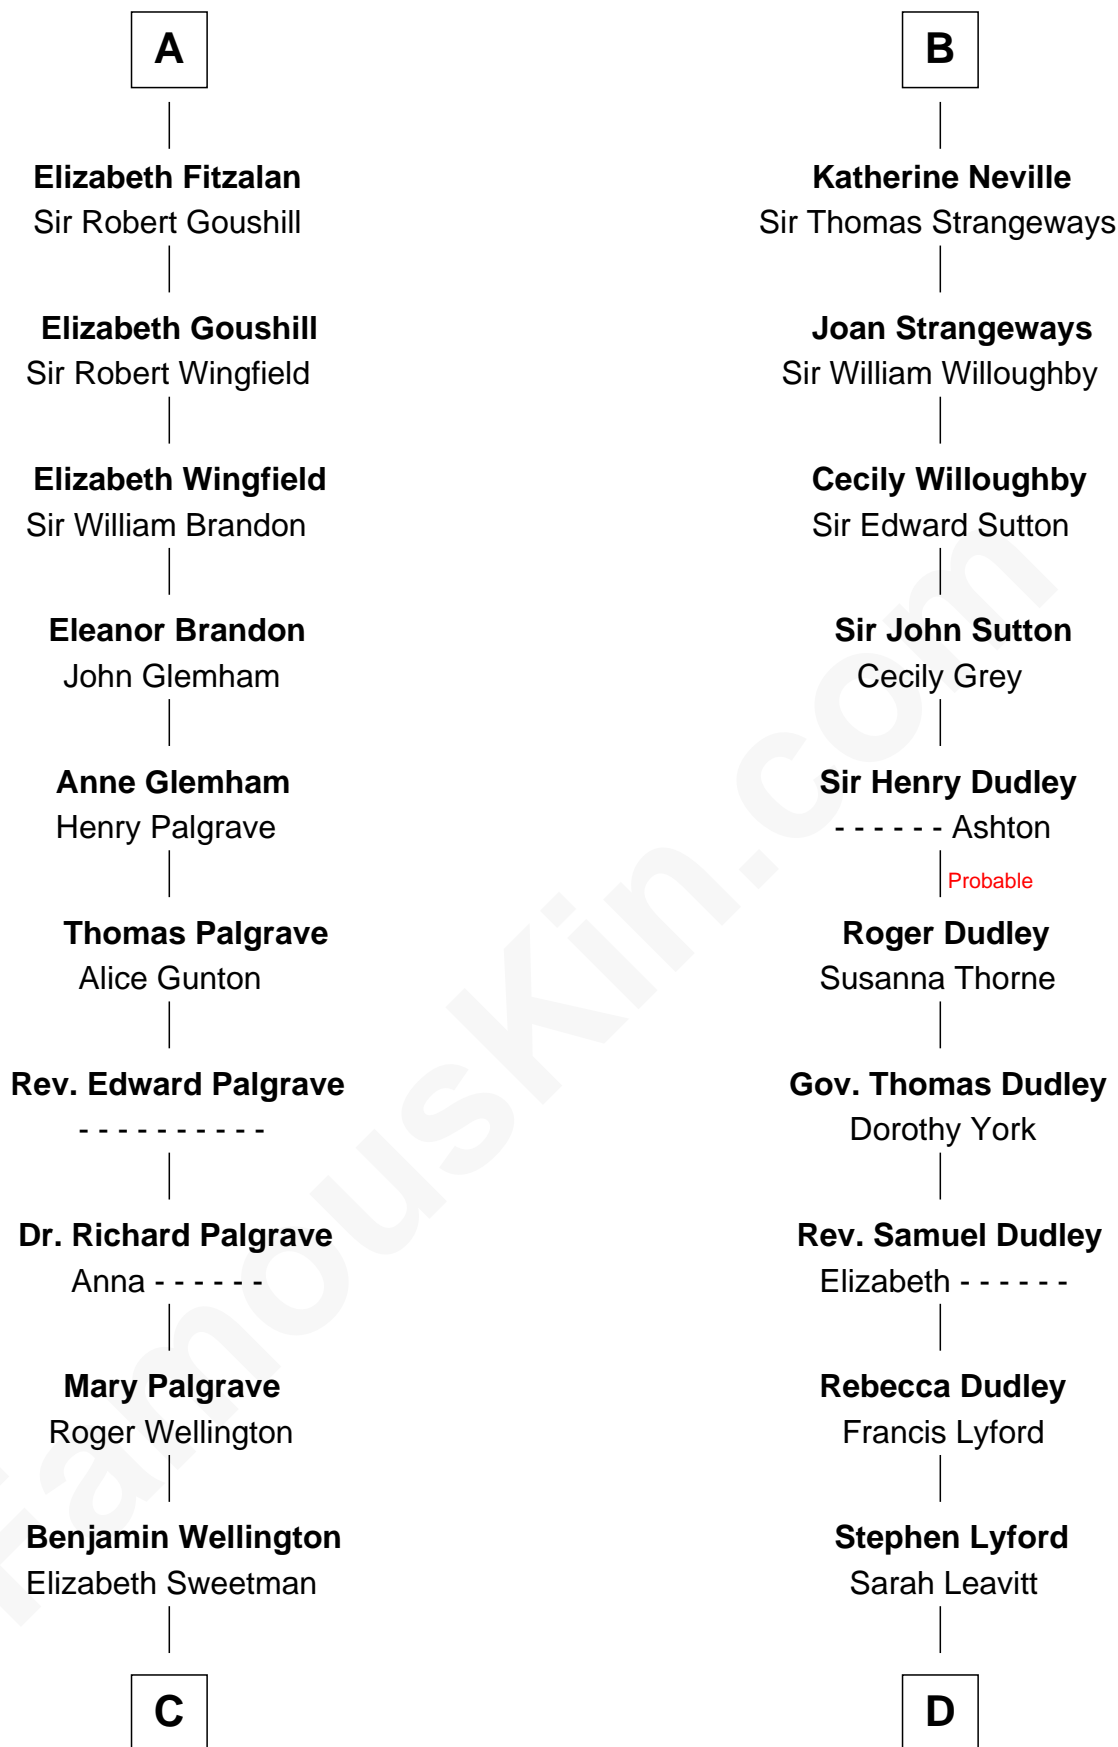 A
Elizabeth Fitzalan
Sir Robert Goushill
Elizabeth Goushill
Sir Robert Wingfield
Elizabeth Wingfield
Sir William Brandon
Eleanor Brandon
John Glemham
Anne Glemham
Henry Palgrave
Thomas Palgrave
Alice Gunton
Rev. Edward Palgrave
- - - - - - - - - -
Dr. Richard Palgrave
Anna - - - - - -
Mary Palgrave
Roger Wellington
Benjamin Wellington
Elizabeth Sweetman
C
B
Katherine Neville
Sir Thomas Strangeways
Joan Strangeways
Sir William Willoughby
Cecily Willoughby
Sir Edward Sutton
Sir John Sutton
Cecily Grey
Sir Henry Dudley
- - - - - - Ashton
Probable
Roger Dudley
Susanna Thorne
Gov. Thomas Dudley
Dorothy York
Rev. Samuel Dudley
Elizabeth - - - - - -
Rebecca Dudley
Francis Lyford
Stephen Lyford
Sarah Leavitt
D
FamousKin.com